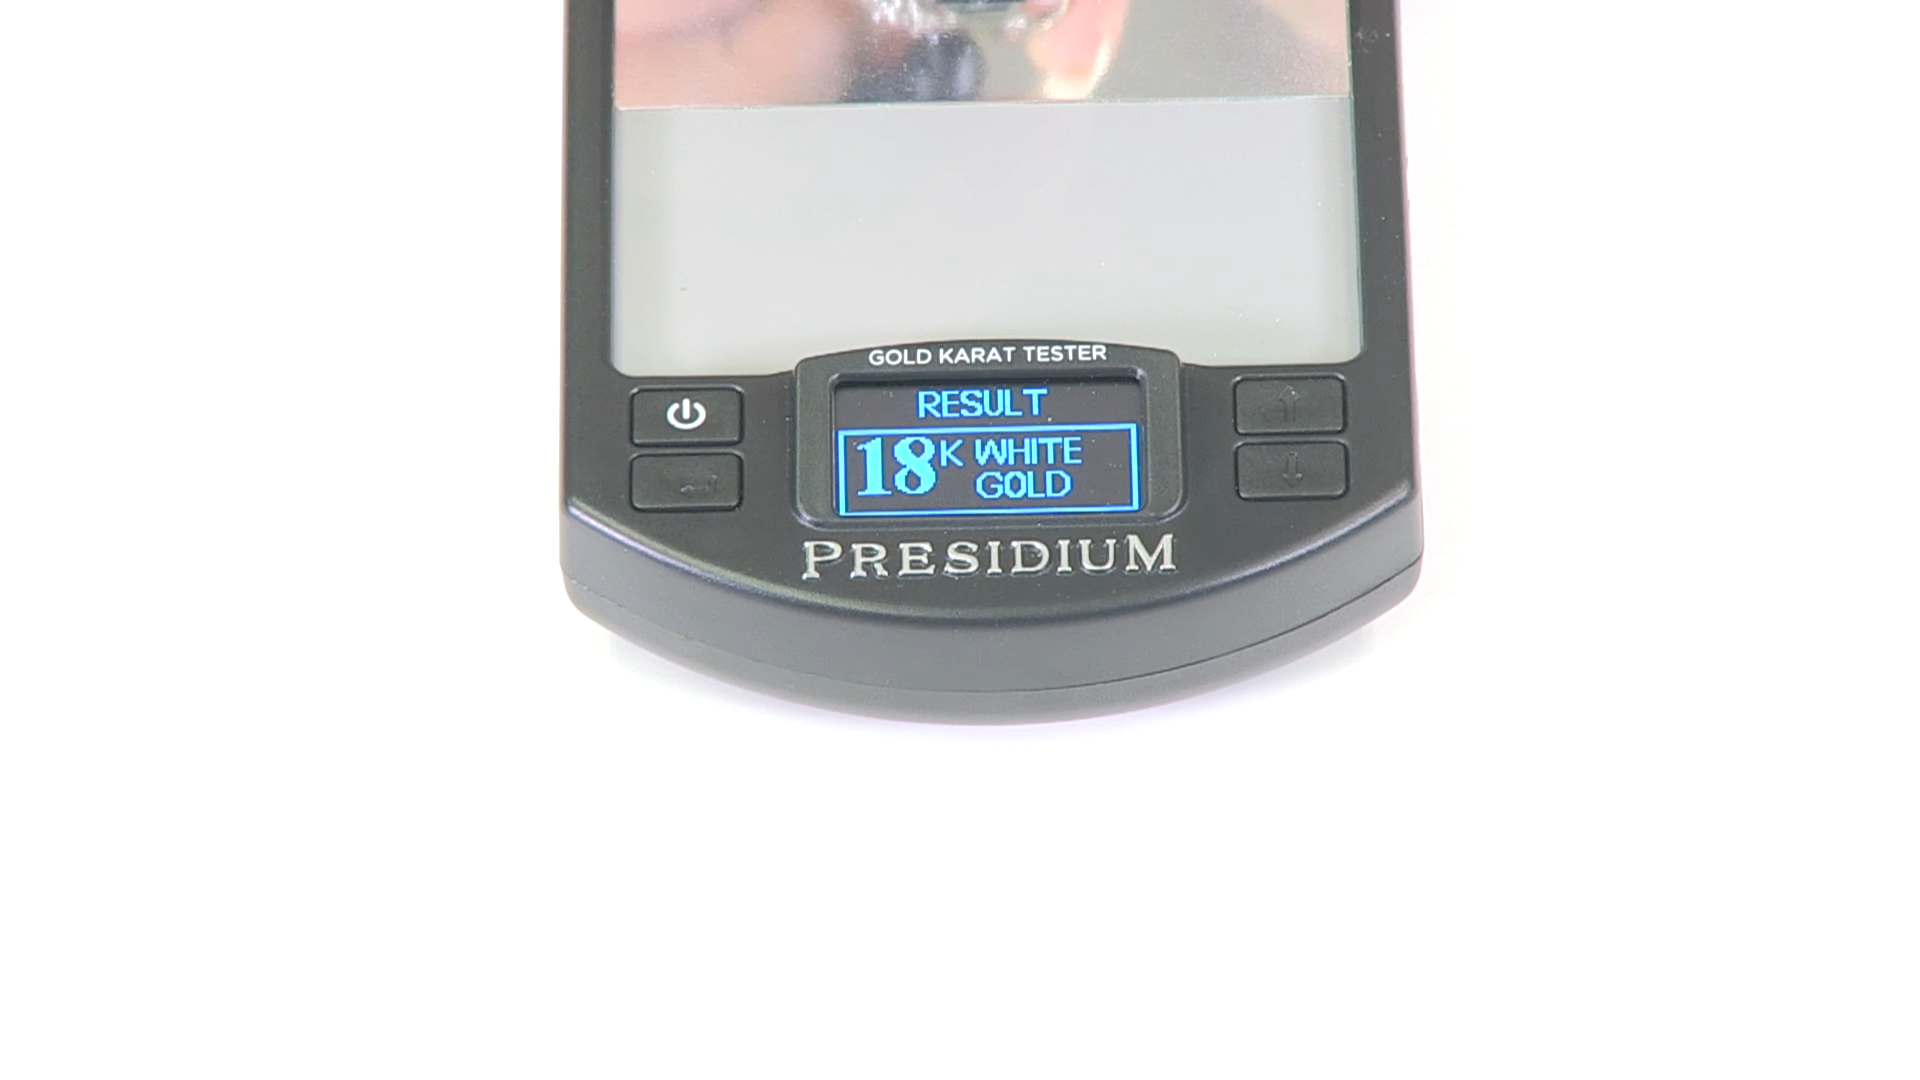 GOLD KARAT TESTER
RESULT
18K WHITE
GOLD
PRESIDIUM